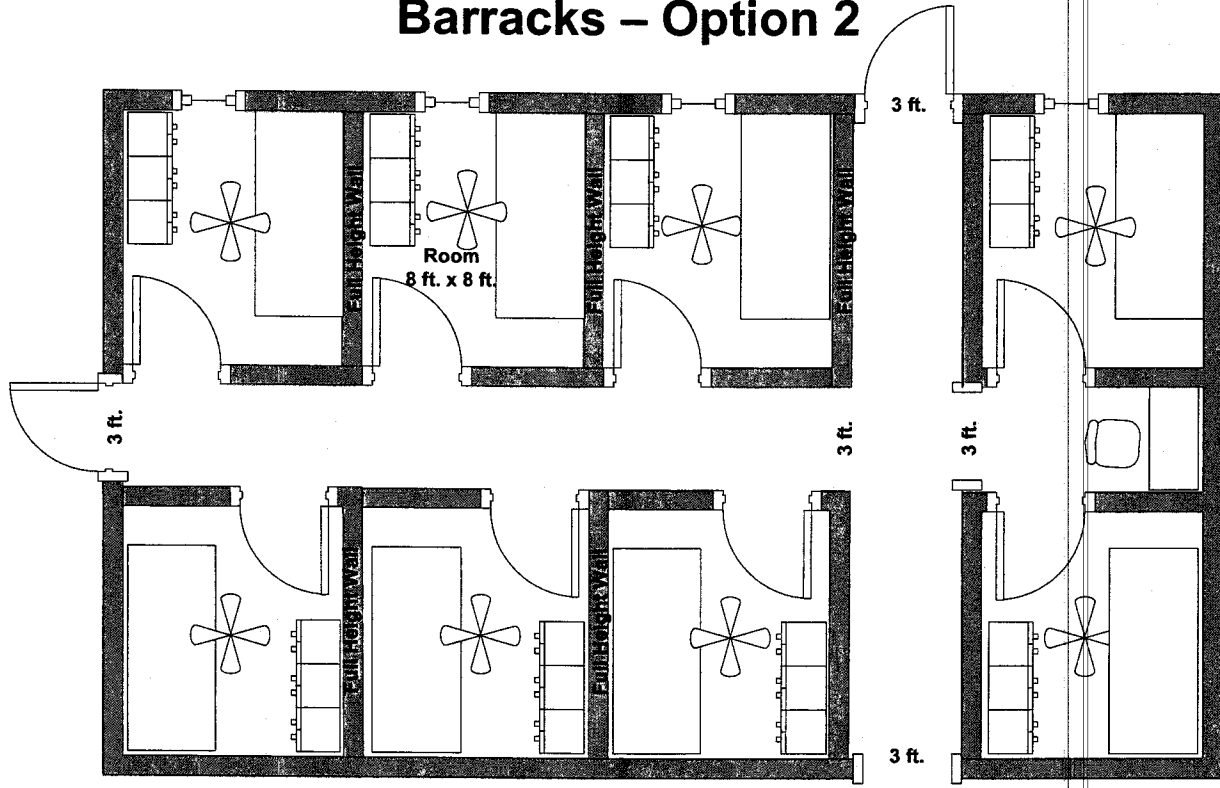 Barracks – Option 2
3 ft.
Full Height Wall
Full Height Wall
Full Height Wall
Room
8 ft. x 8 ft.
3 ft.
3 ft.
3 ft.
Full Height Wall
Full Height Wall
3 ft.